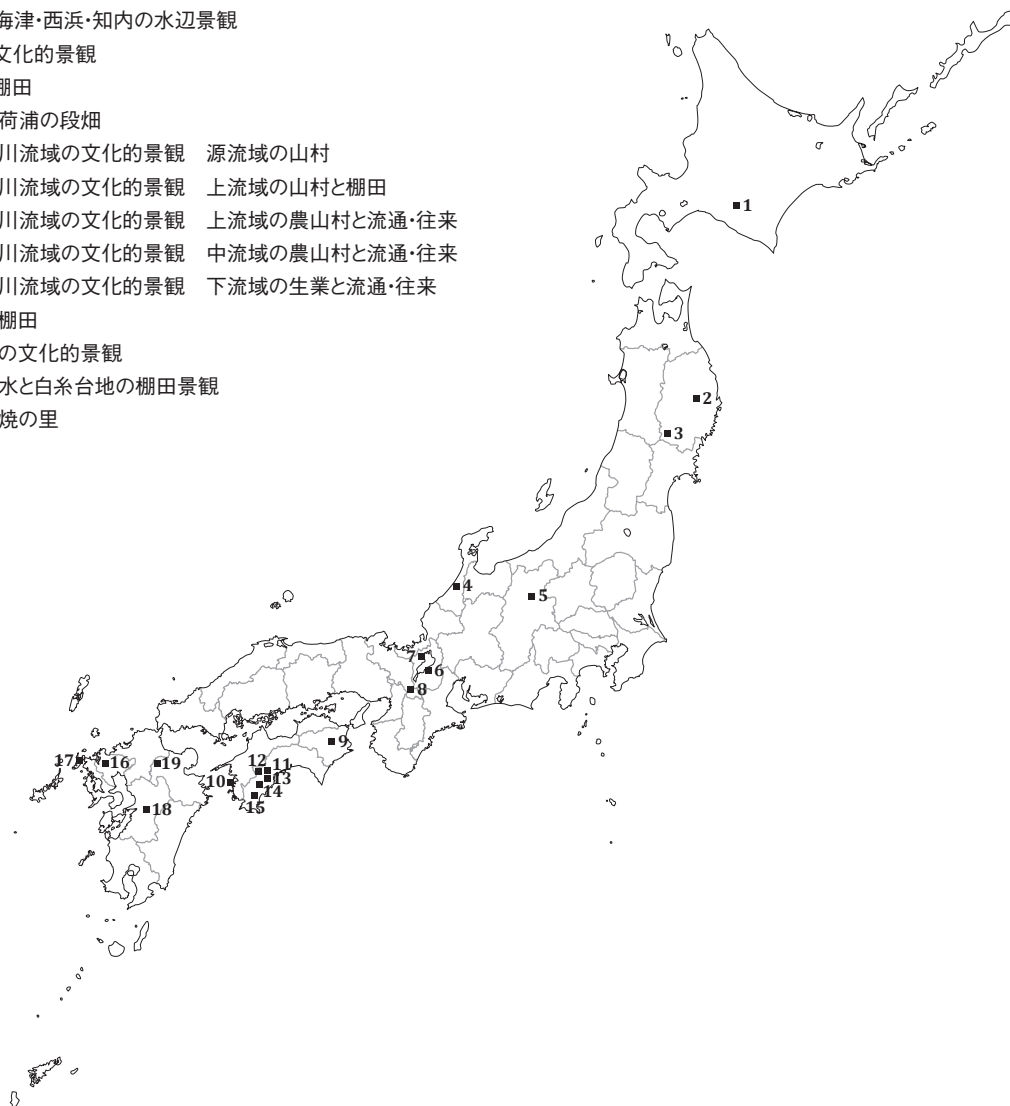 海津・西浜・知内の水辺景観
文化的景観
棚田
荷浦の段畑
川流域の文化的景観　源流域の山村
川流域の文化的景観　上流域の山村と棚田
川流域の文化的景観　上流域の農山村と流通・往来
川流域の文化的景観　中流域の農山村と流通・往来
川流域の文化的景観　下流域の生業と流通・往来
棚田
の文化的景観
水と白糸台地の棚田景観
焼の里
1
2
3
4
5
7
6
8
9
17
16
19
12
11
10
13
14
15
18